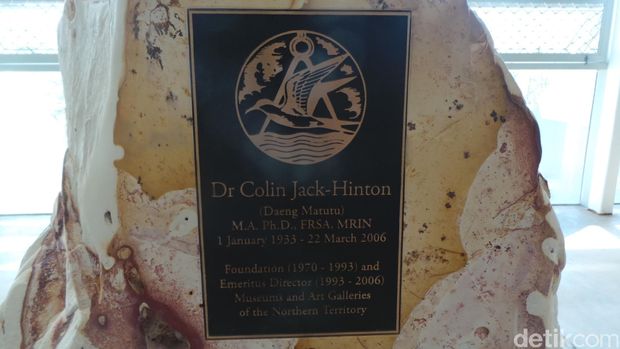 Dr Colin Jack-Hinton
(Daeng Matutu)
M.A. Ph.D., FRSA, MRIN
1 January 1933 - 22 March 2006
Foundation (1970 - 1993) and
Emeritus Director (1993 - 2006)
Museums and Art Galleries
of the Northern Territory
detikcom